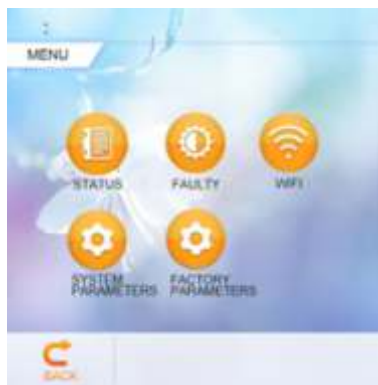 MENU
STATUS
FAULTY
WIFI
SYSTEM
PARAMETERS
FACTORY
PARAMETERS
BACK